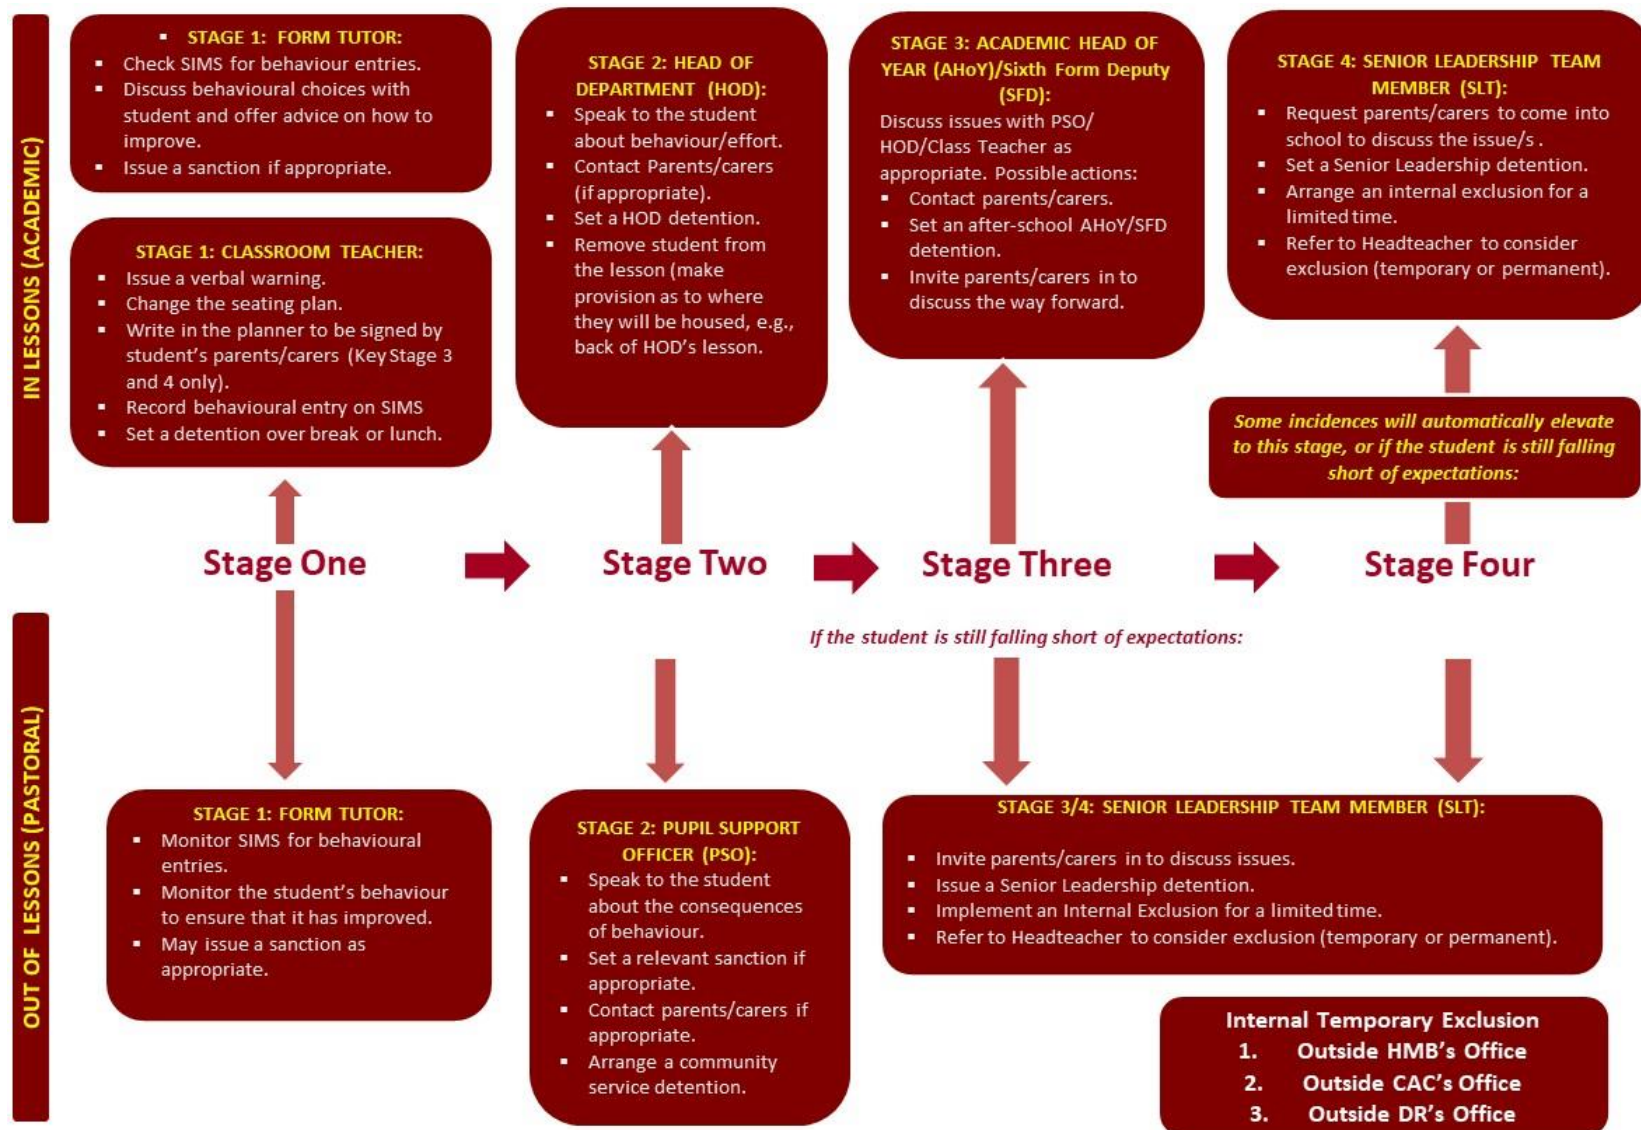 IN LESSONS (ACADEMIC)
▪ STAGE 1: FORM TUTOR:
▪ Check SIMS for behaviour entries.
▪ Discuss behavioural choices with
student and offer advice on how to
improve.
▪ Issue a sanction if appropriate.
STAGE 1: CLASSROOM TEACHER:
▪ Issue a verbal warning.
▪ Change the seating plan.
▪ Write in the planner to be signed by
student's parents/carers (Key Stage 3
and 4 only).
▪ Record behavioural entry on SIMS
▪ Set a detention over break or lunch.
STAGE 2: HEAD OF
DEPARTMENT (HOD):
▪ Speak to the student
about behaviour/effort.
▪ Contact Parents/carers
(if appropriate).
▪ Set a HOD detention.
▪ Remove student from
the lesson (make
provision as to where
they will be housed, e.g.,
back of HOD's lesson.
STAGE 3: ACADEMIC HEAD OF
YEAR (AHoY)/Sixth Form Deputy
(SFD):
Discuss issues with PSO/
HOD/Class Teacher as
appropriate. Possible actions:
▪ Contact parents/carers.
▪ Set an after-school AHoY/SFD
detention.
▪ Invite parents/carers in to
discuss the way forward.
STAGE 4: SENIOR LEADERSHIP TEAM
MEMBER (SLT):
▪ Request parents/carers to come into
school to discuss the issue/s .
▪ Set a Senior Leadership detention.
▪ Arrange an internal exclusion for a
limited time.
▪ Refer to Headteacher to consider
exclusion (temporary or permanent).
Some incidences will automatically elevate
to this stage, or if the student is still falling
short of expectations:
Stage One
Stage Two
Stage Three
Stage Four
If the student is still falling short of expectations:
OUT OF LESSONS (PASTORAL)
STAGE 1: FORM TUTOR:
▪ Monitor SIMS for behavioural
entries.
▪ Monitor the student's behaviour
to ensure that it has improved.
▪ May issue a sanction as
appropriate.
STAGE 2: PUPIL SUPPORT
OFFICER (PSO):
▪ Speak to the student
about the consequences
of behaviour.
▪ Set a relevant sanction if
appropriate.
▪ Contact parents/carers if
appropriate.
▪ Arrange a community
service detention.
STAGE 3/4: SENIOR LEADERSHIP TEAM MEMBER (SLT):
▪ Invite parents/carers in to discuss issues.
▪ Issue a Senior Leadership detention.
▪ Implement an Internal Exclusion for a limited time.
▪ Refer to Headteacher to consider exclusion (temporary or permanent).
Internal Temporary Exclusion
1. Outside HMB's Office
2. Outside CAC's Office
3. Outside DR's Office